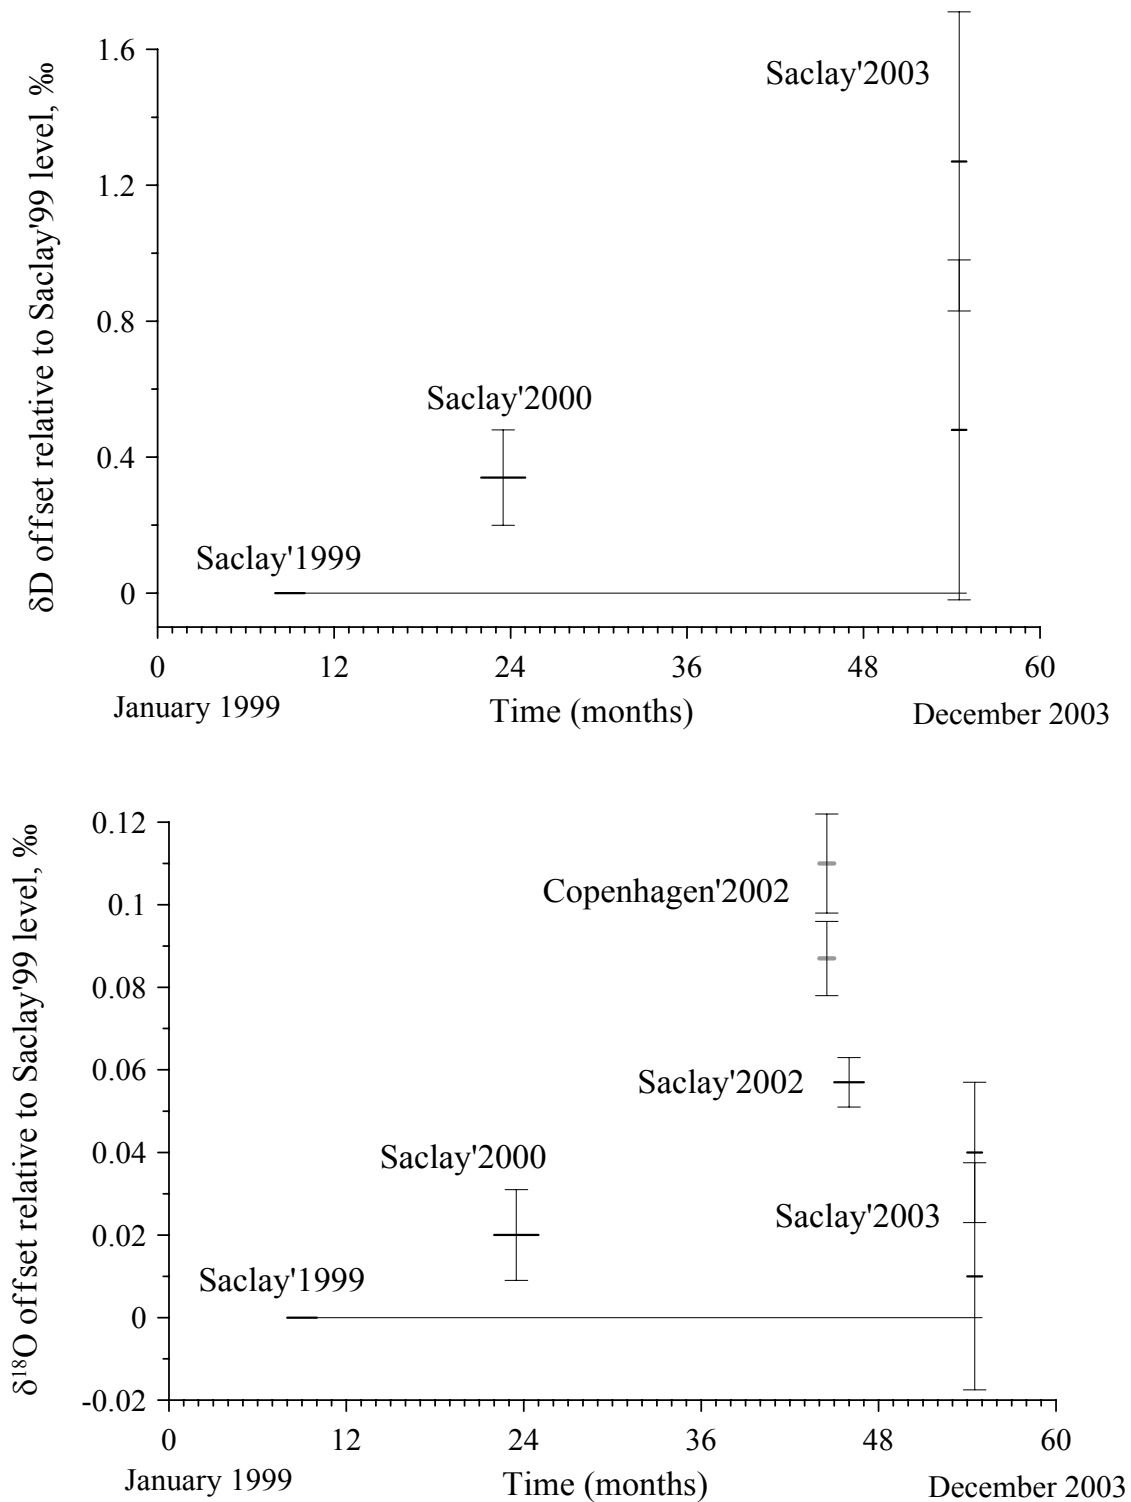 δD offset relative to Saclay'99 level, ‰
1.6
1.2
0.8
0.4
0
Saclay'2003
Saclay'2000
Saclay'1999
0 12 24 36 48 60
January 1999 Time (months) December 2003
δ¹⁸O offset relative to Saclay'99 level, ‰
0.12
0.1
0.08
0.06
0.04
0.02
0
-0.02
Copenhagen'2002
Saclay'2002
Saclay'2000
Saclay'2003
Saclay'1999
0 12 24 36 48 60
January 1999 Time (months) December 2003